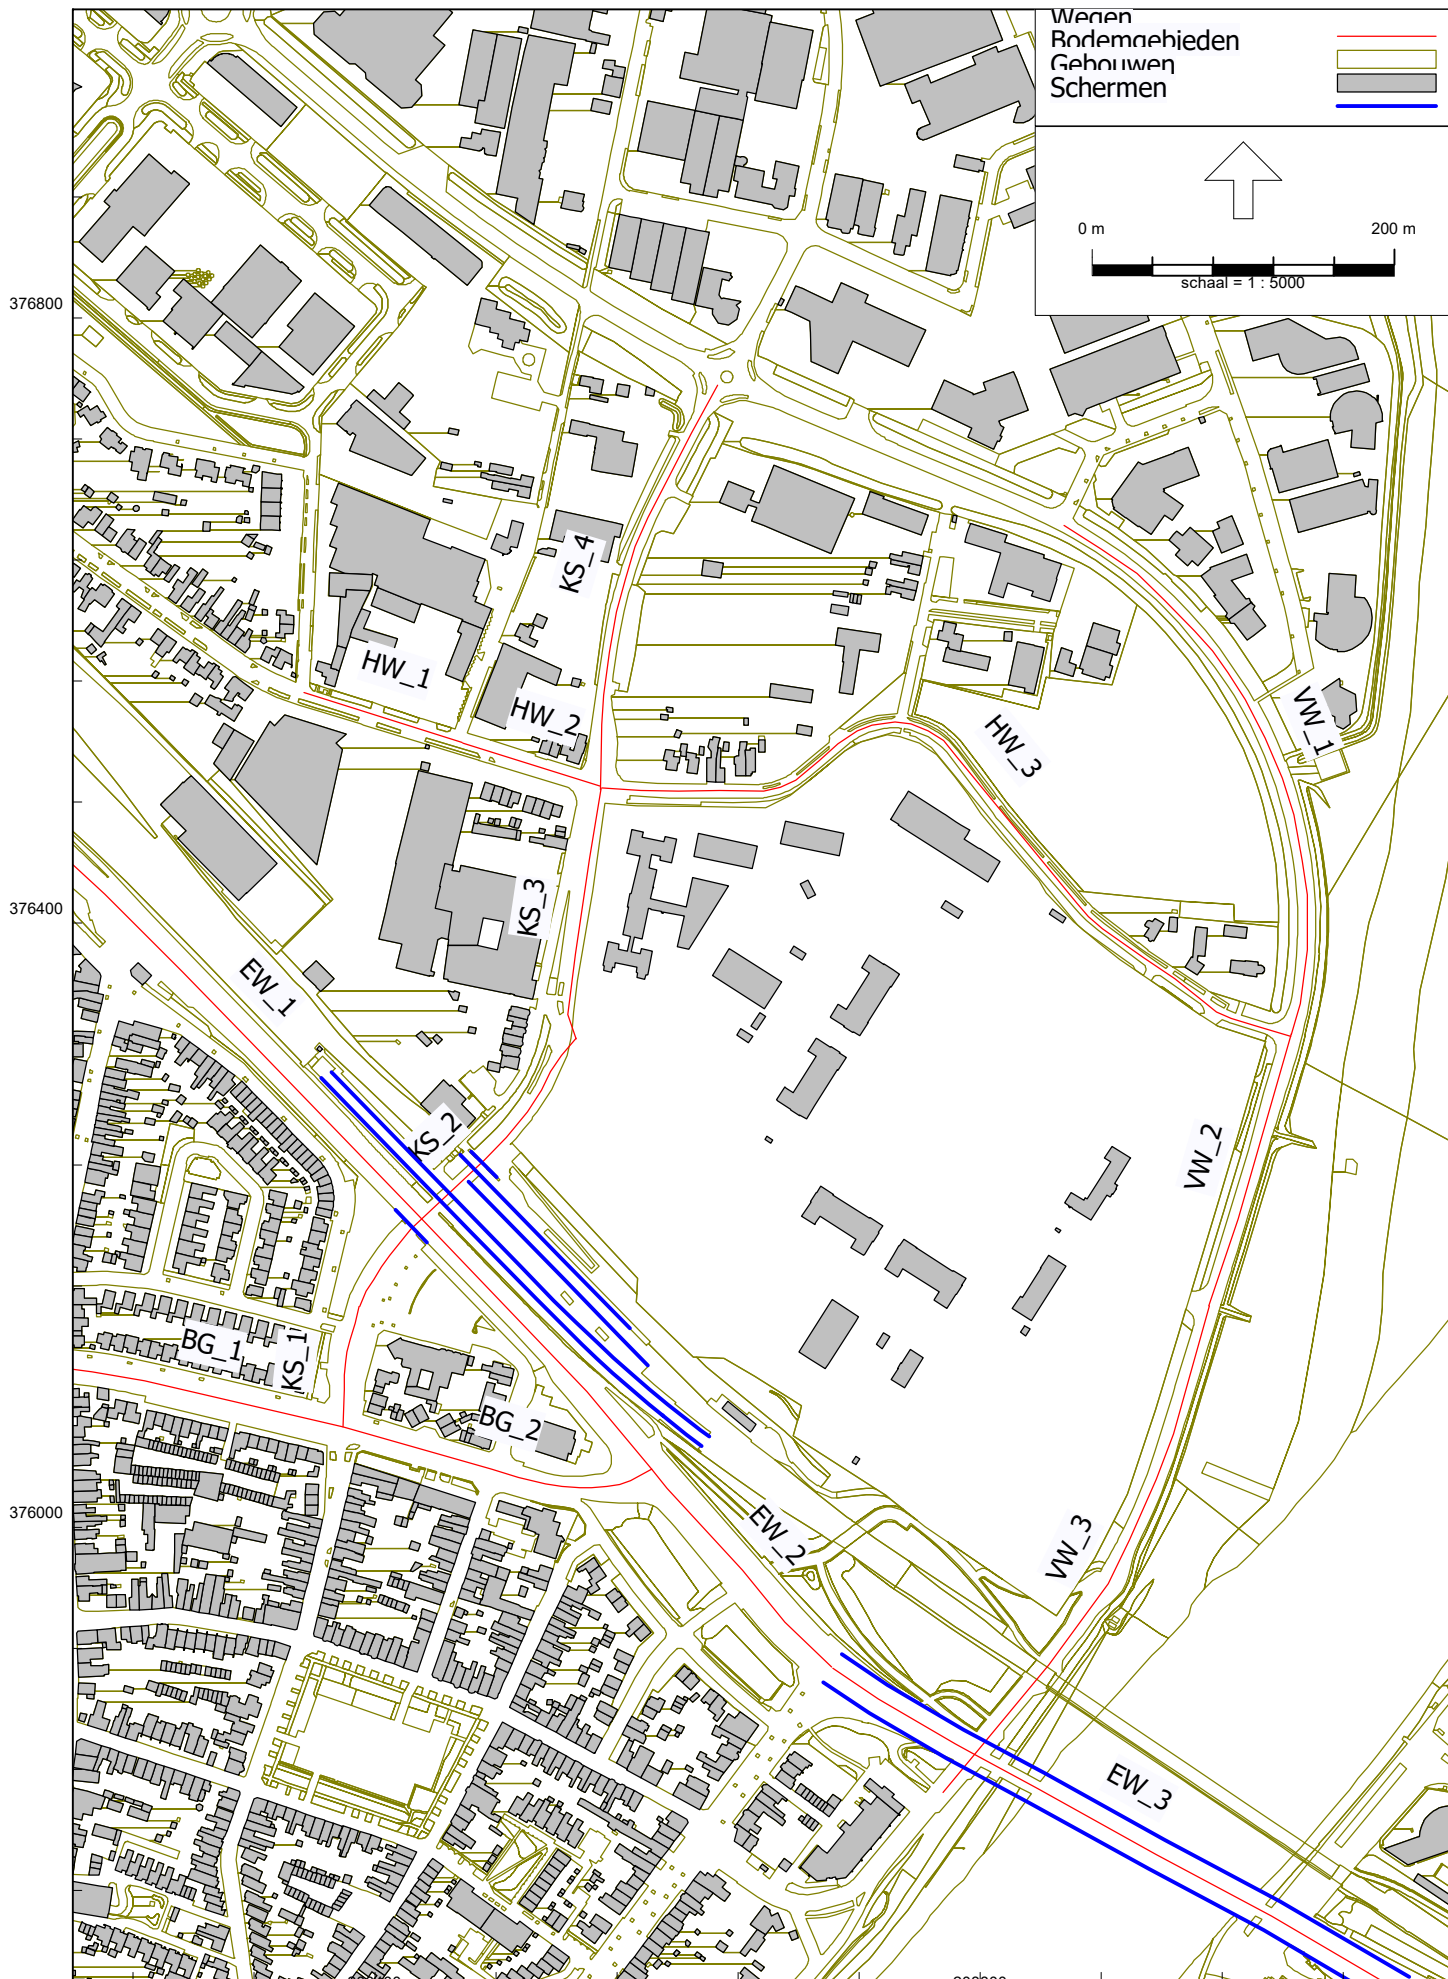 Wegen
Bodemgebieden
Gebouwen
Schermen
0 m 200 m
schaal = 1 : 5000
376800
KS_4
HW_1
HW_2
HW_3
VW_1
376400
KS_3
EW_1
KS_2
VW_2
BG_1
KS_1
BG_2
376000
EW_2
VW_3
EW_3